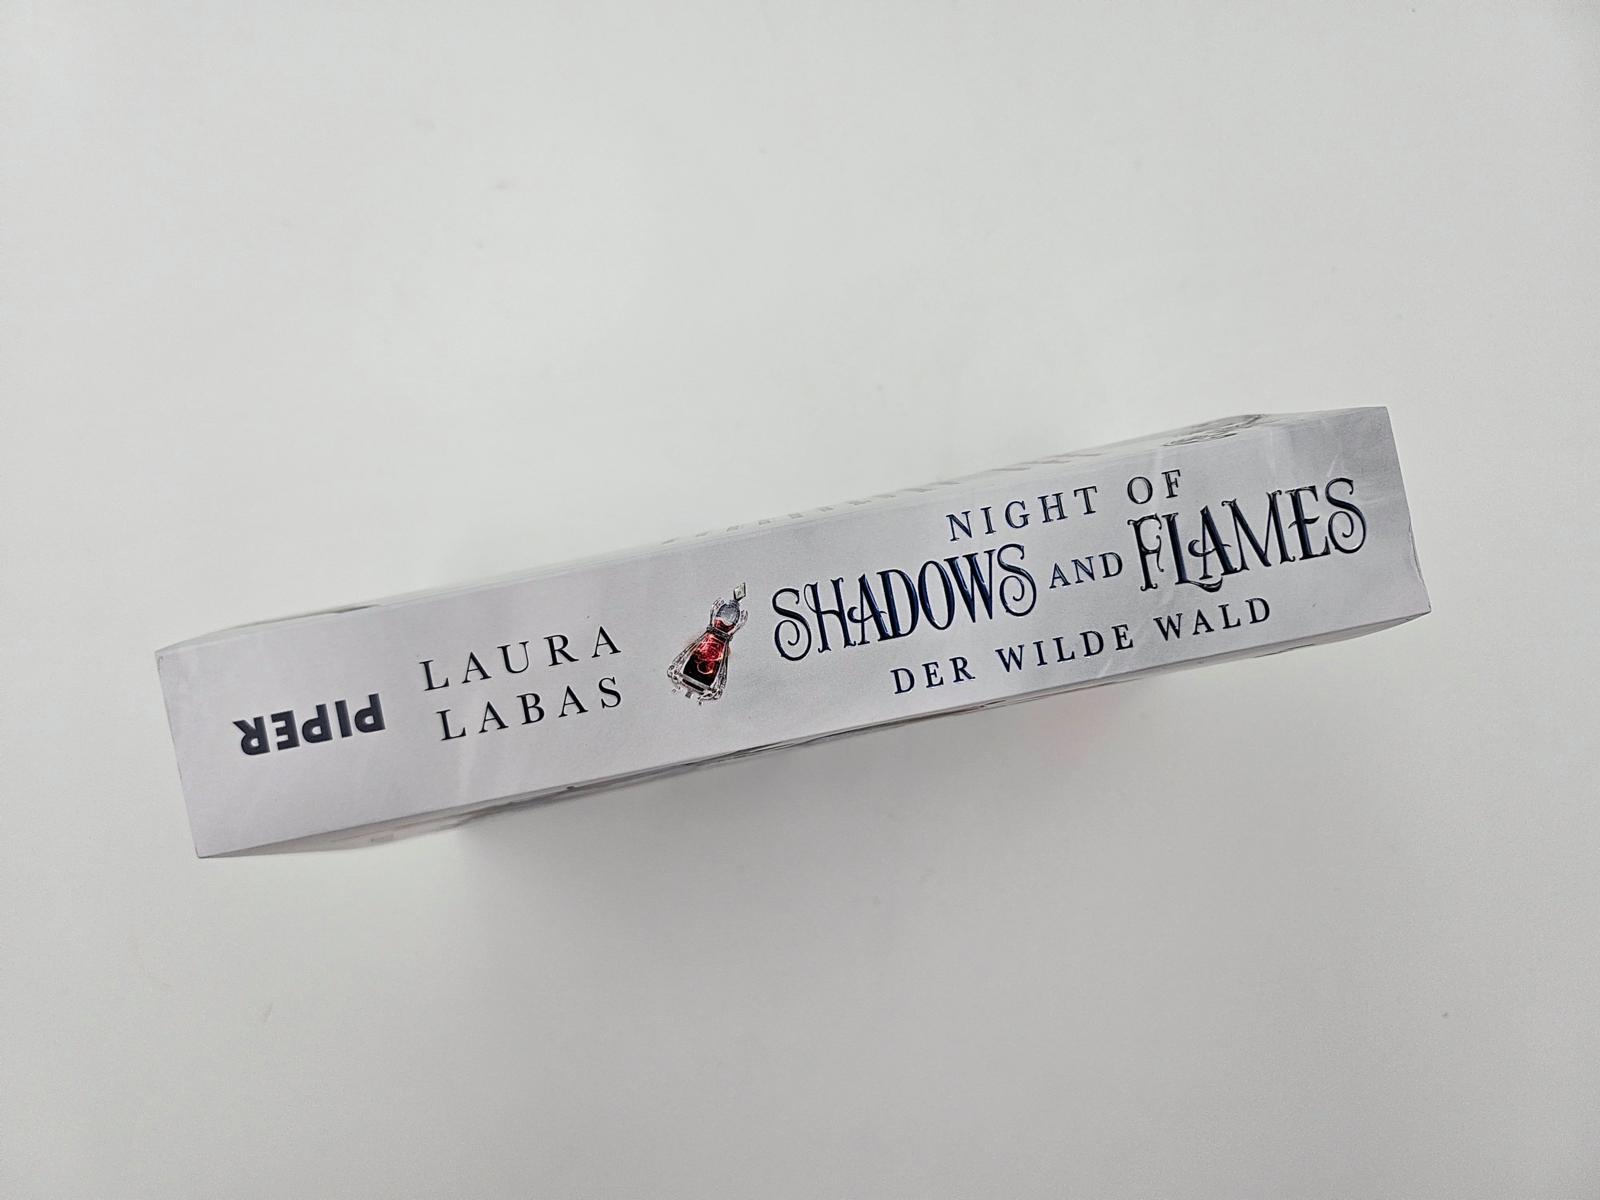 PIPER
LAURA
LABAS
NIGHT OF
SHADOWS AND FLAMES
DER WILDE WALD